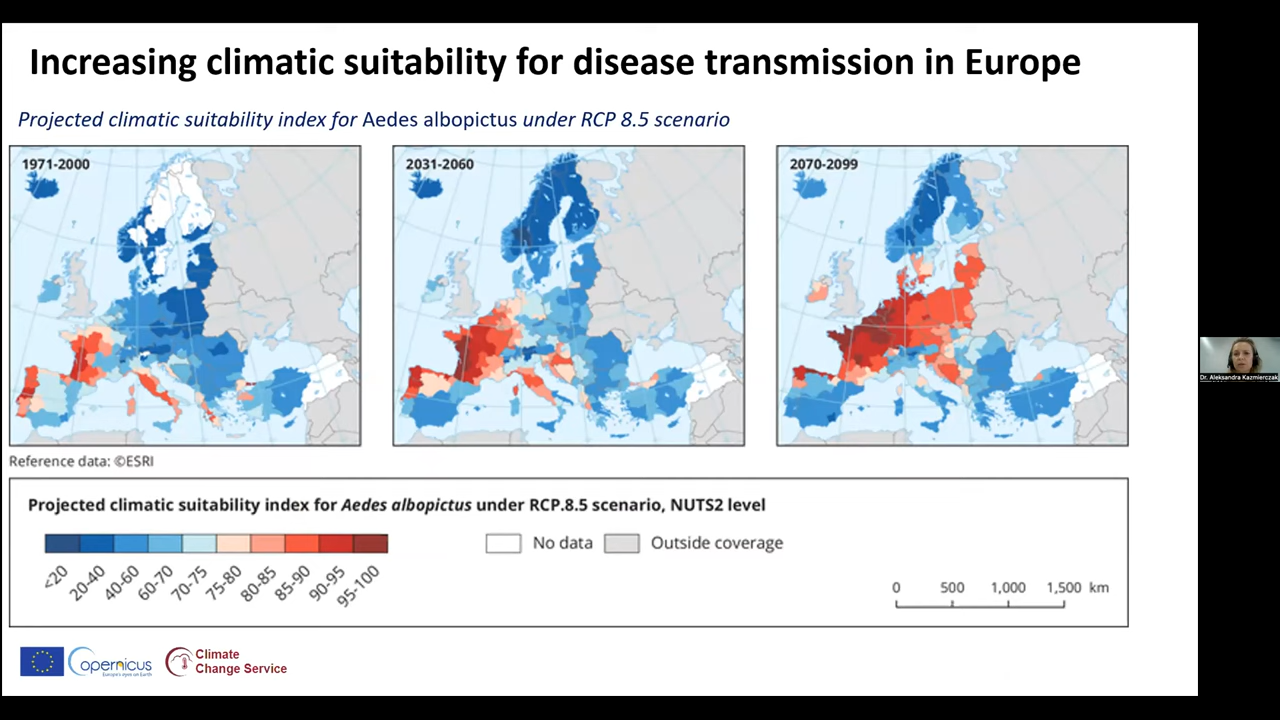 Increasing climatic suitability for disease transmission in Europe
Projected climatic suitability index for Aedes albopictus under RCP 8.5 scenario
1971-2000
2031-2060
2070-2099
Reference data: ©ESRI
Projected climatic suitability index for Aedes albopictus under RCP.8.5 scenario, NUTS2 level
<20
20-40
40-60
60-70
70-75
75-80
80-85
85-90
90-95
95-100
No data
Outside coverage
0 500 1,000 1,500 km
Opernicus
Europe's eyes on Earth
Climate
Change Service
Dr. Aleksandra Kazmierczak